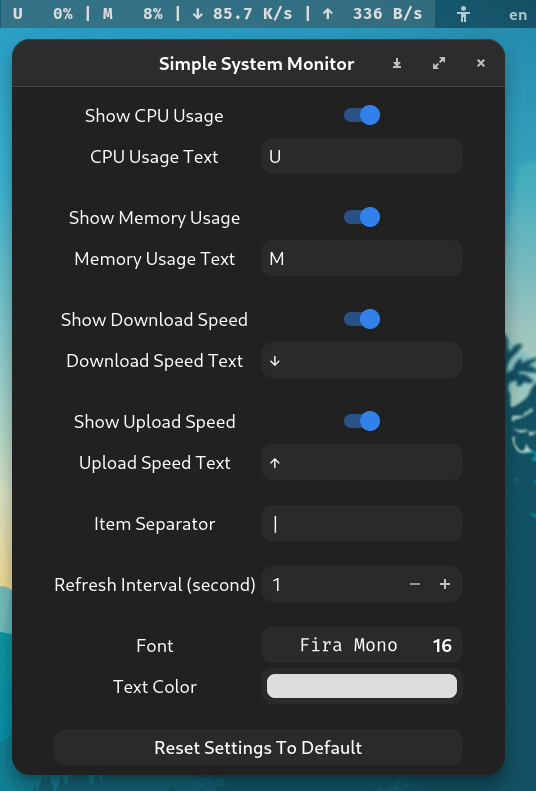 U 0% | M 8% | ↓ 85.7 K/s | ↑ 336 B/s en
Simple System Monitor
Show CPU Usage
CPU Usage Text U
Show Memory Usage
Memory Usage Text M
Show Download Speed
Download Speed Text ↓
Show Upload Speed
Upload Speed Text ↑
Item Separator |
Refresh Interval (second) 1 − +
Font Fira Mono 16
Text Color
Reset Settings To Default